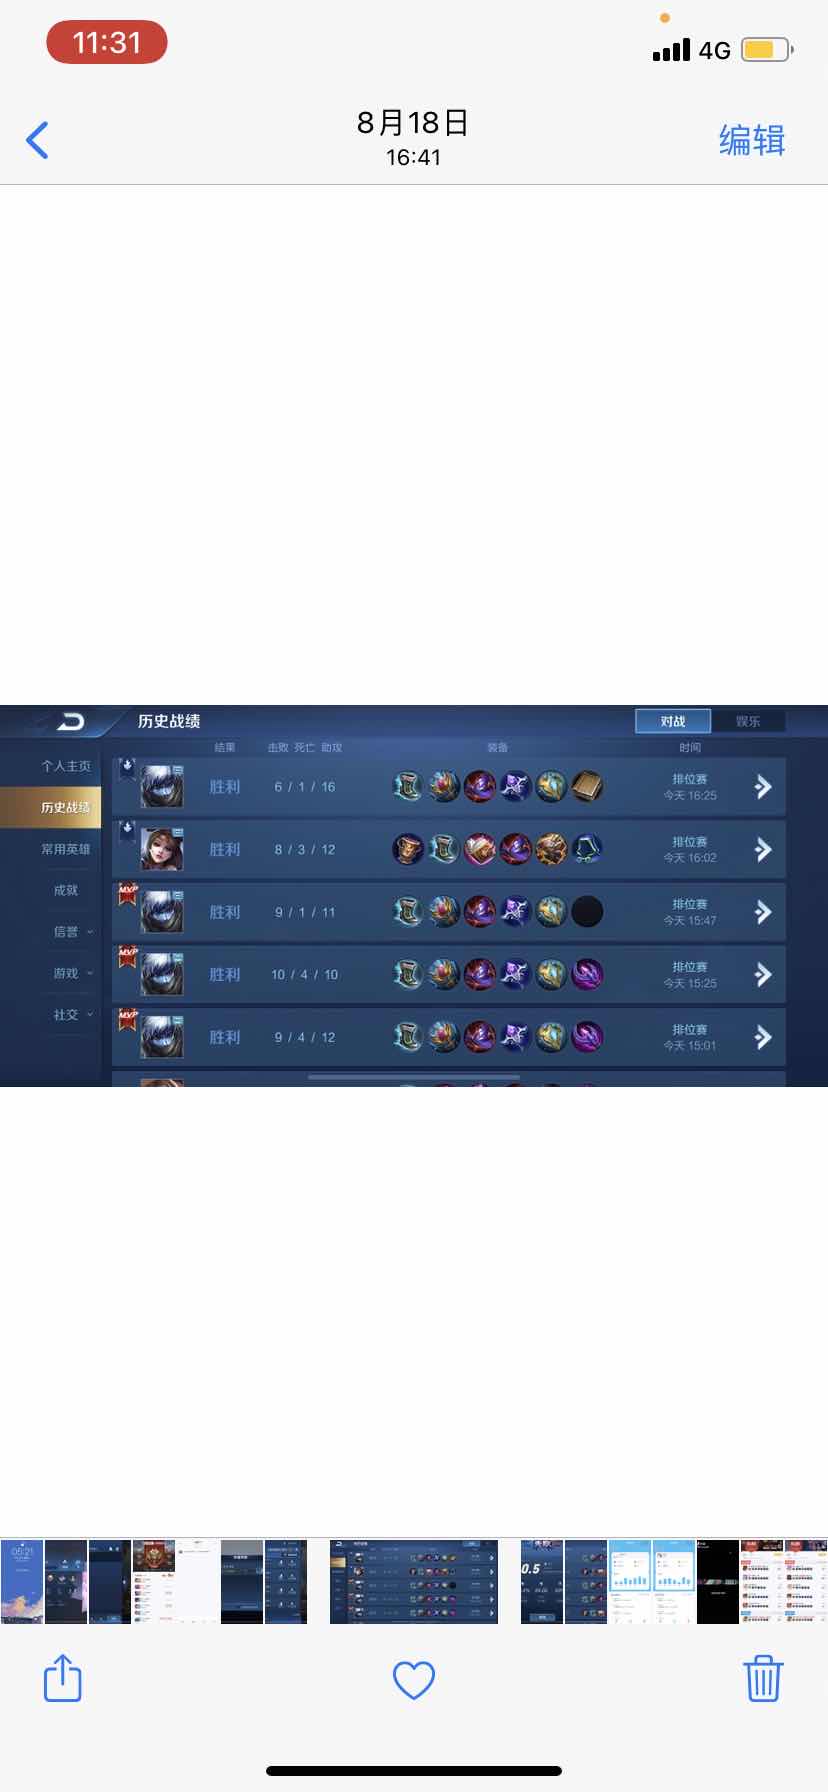 11:31
4G
8月18日
16:41
编辑
历史战绩
对战
娱乐
结果 击败 死亡 助攻 装备 时间
个人主页
历史战绩
常用英雄
成就
信誉
游戏
社交
胜利 6 / 1 / 16 排位赛
今天 16:25
胜利 8 / 3 / 12 排位赛
今天 16:02
MVP
胜利 9 / 1 / 11 排位赛
今天 15:47
MVP
胜利 10 / 4 / 10 排位赛
今天 15:25
MVP
胜利 9 / 4 / 12 排位赛
今天 15:01
05:21
0.5